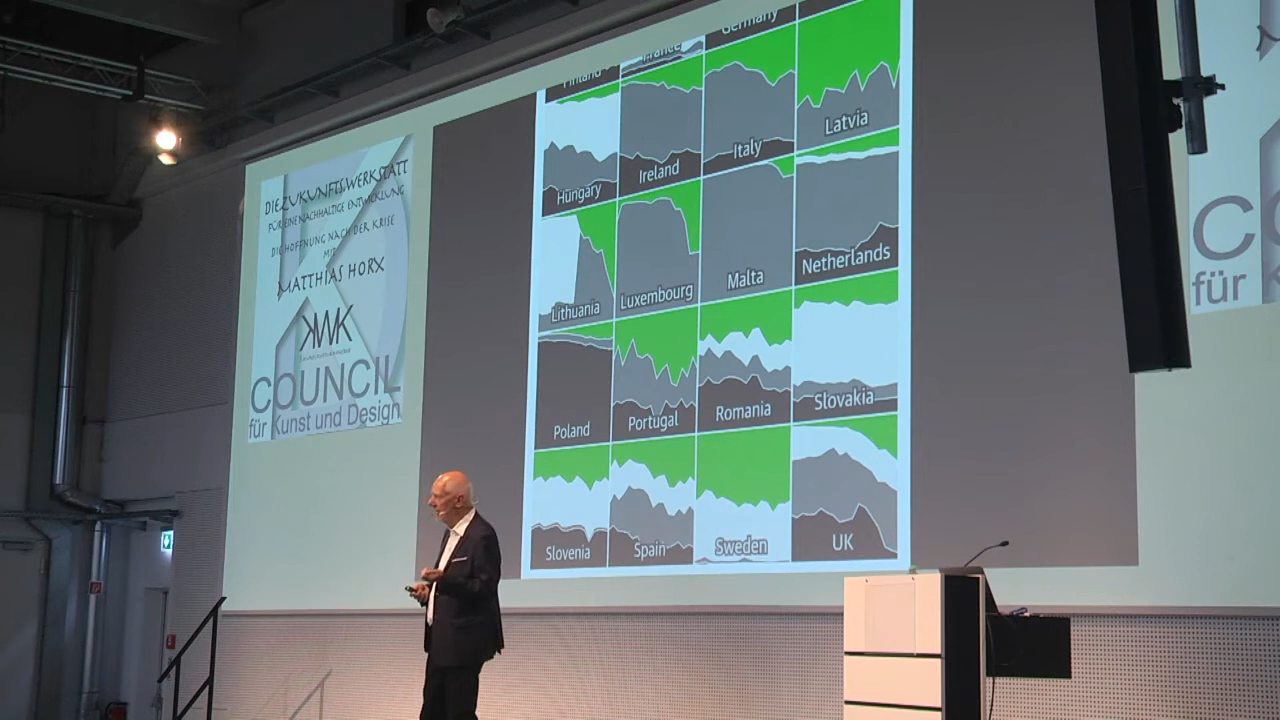 DIEZUKUNFTSWERKSTATT
FÜR EINE NACHHALTIGE ENTWICKLUNG
DIE HOFFNUNG NACH DER KRISE
MIT
MATTHIAS HORX
KWK
COUNCIL
für Kunst und Design
Finland
France
Germany
Hungary
Ireland
Italy
Latvia
Lithuania
Luxembourg
Malta
Netherlands
Poland
Portugal
Romania
Slovakia
Slovenia
Spain
Sweden
UK
C
für